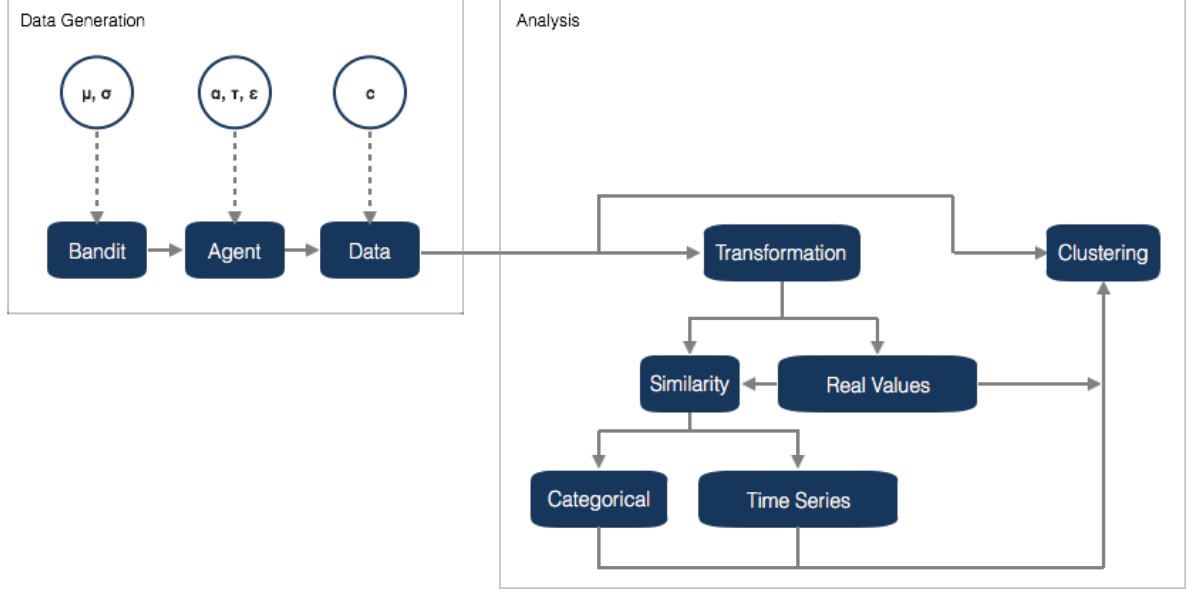 Data Generation
Analysis
μ, σ
α, τ, ε
c
Bandit
Agent
Data
Transformation
Clustering
Similarity
Real Values
Categorical
Time Series